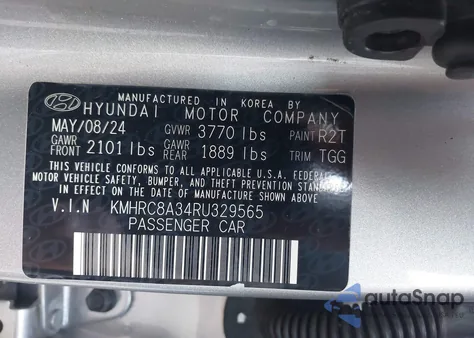 MANUFACTURED IN KOREA BY
HYUNDAI MOTOR COMPANY
MAY/08/24 GVWR 3770 lbs PAINT R2T
GAWR FRONT 2101 lbs GAWR REAR 1889 lbs TRIM TGG
THIS VEHICLE CONFORMS TO ALL APPLICABLE U.S.A. FEDERAL
MOTOR VEHICLE SAFETY, BUMPER, AND THEFT PREVENTION STANDARDS
IN EFFECT ON THE DATE OF MANUFACTURE SHOWN ABOVE.
V.I.N KMHRC8A34RU329565
PASSENGER CAR
autoSnap